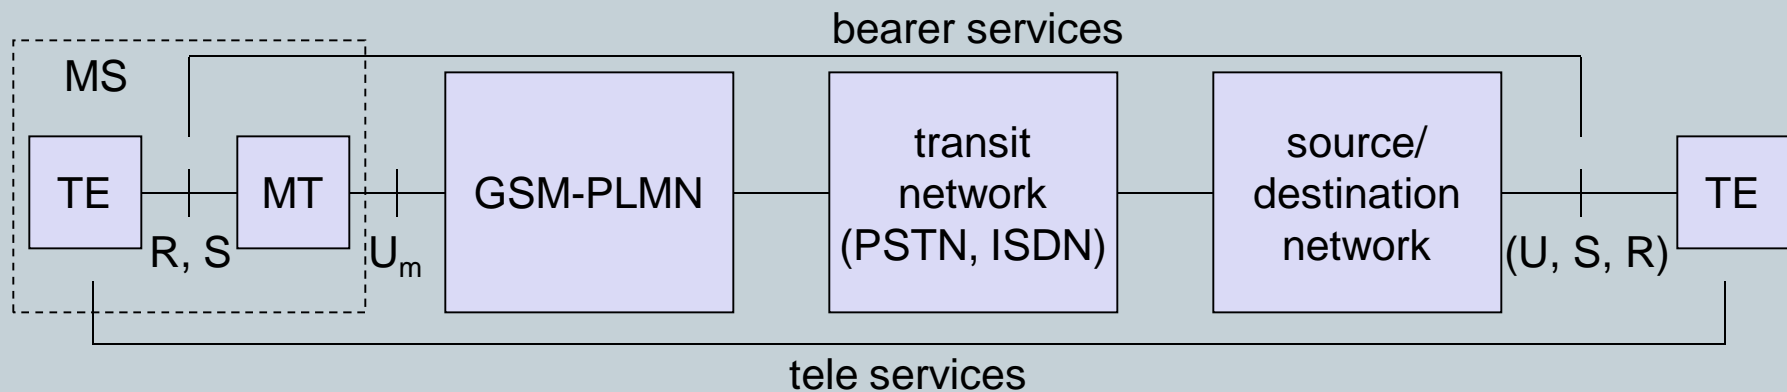 bearer services
MS
TE
MT
GSM-PLMN
transit
network
(PSTN, ISDN)
source/
destination
network
TE
R, S
Um
(U, S, R)
tele services